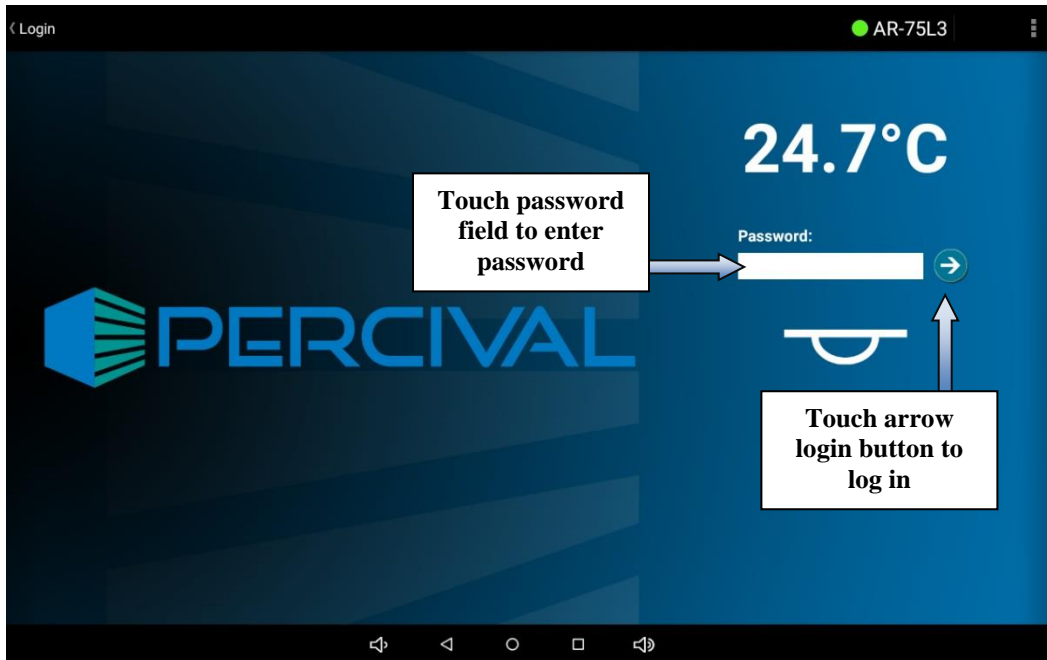 Login
AR-75L3
24.7°C
Touch password
field to enter
password
Password:
PERCIVAL
Touch arrow
login button to
log in